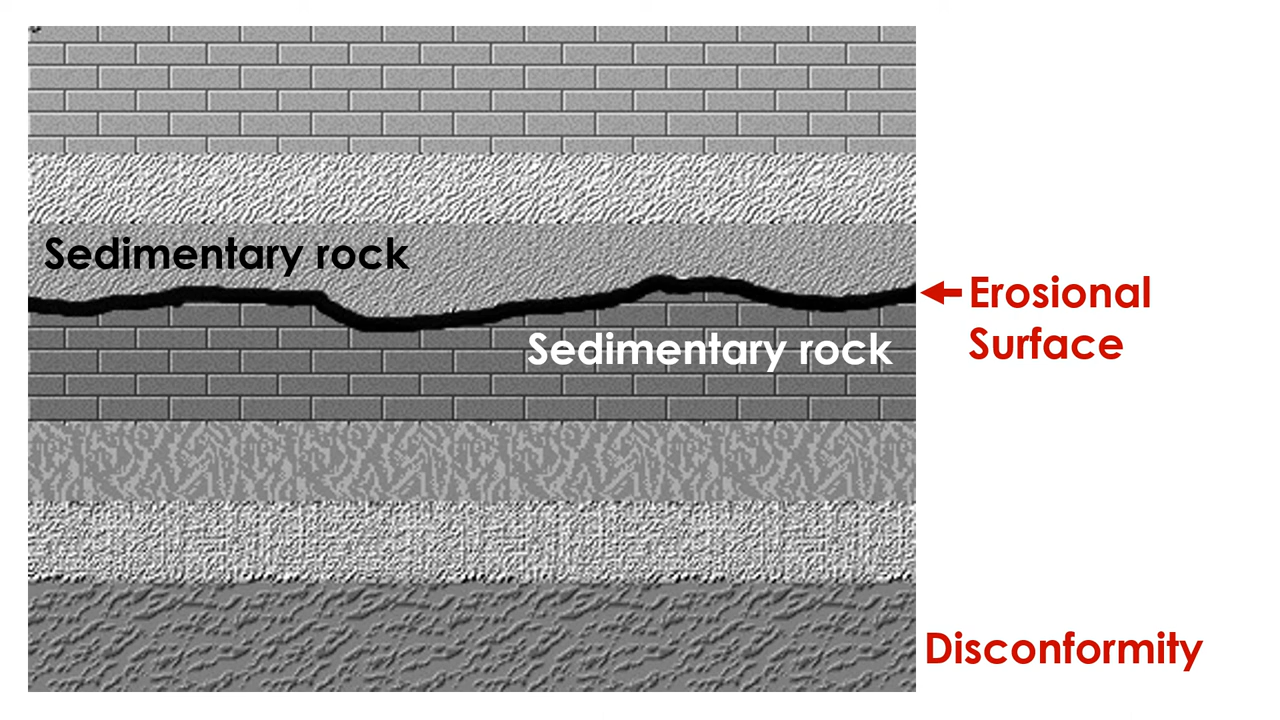 Sedimentary rock
Erosional
Surface
Sedimentary rock
Disconformity